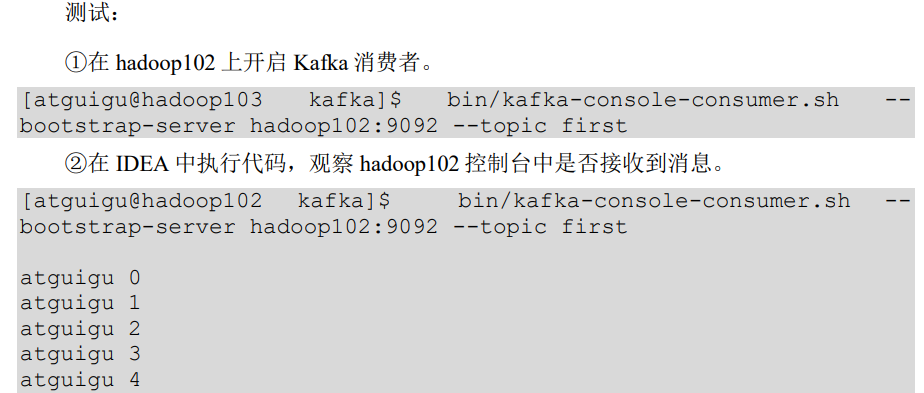 测试：
①在 hadoop102 上开启 Kafka 消费者。
[atguigu@hadoop103 kafka]$ bin/kafka-console-consumer.sh --
bootstrap-server hadoop102:9092 --topic first
②在 IDEA 中执行代码，观察 hadoop102 控制台中是否接收到消息。
[atguigu@hadoop102 kafka]$ bin/kafka-console-consumer.sh --
bootstrap-server hadoop102:9092 --topic first
atguigu 0
atguigu 1
atguigu 2
atguigu 3
atguigu 4